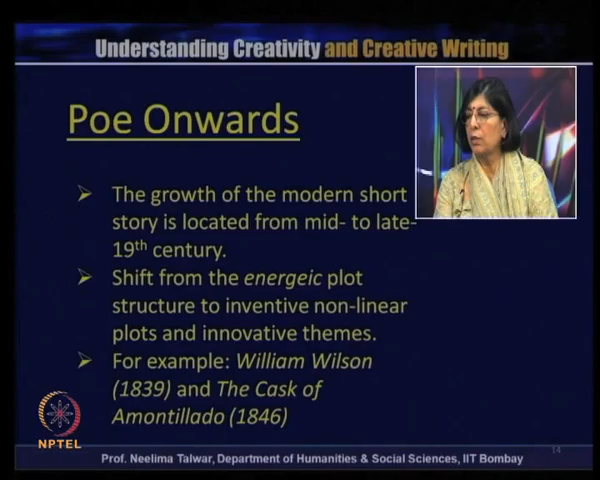 Understanding Creativity and Creative Writing
Poe Onwards
➢ The growth of the modern short
story is located from mid- to late-
19th century.
➢ Shift from the energeic plot
structure to inventive non-linear
plots and innovative themes.
➢ For example: William Wilson
(1839) and The Cask of
Amontillado (1846)
NPTEL
14
Prof. Neelima Talwar, Department of Humanities & Social Sciences, IIT Bombay